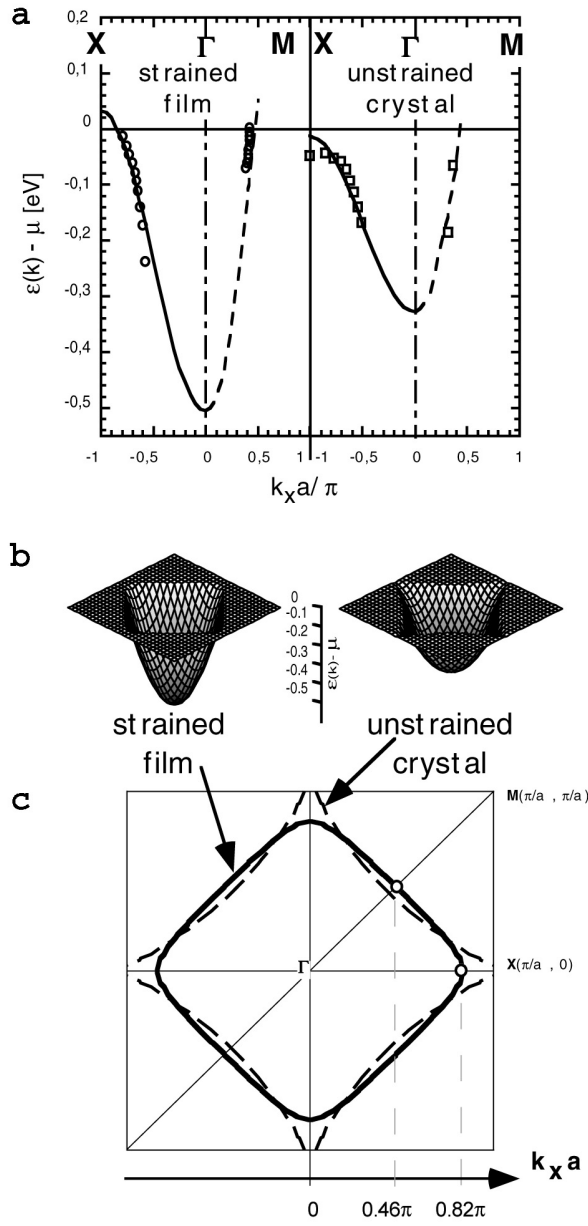 a
0,2
X Γ M X Γ M
strained unstrained
film crystal
0,1
0
-0,1
-0,2
-0,3
-0,4
-0,5
ε(k) - μ [eV]
-1 -0,5 0 0,5 -1 -0,5 0 0,5 1
kxa/ π
b
0
-0.1
-0.2
-0.3
-0.4
-0.5
ε(k)- μ
strained unstrained
film crystal
c
M(π/a , π/a)
Γ
X(π/a , 0)
kx a
0 0.46π 0.82π